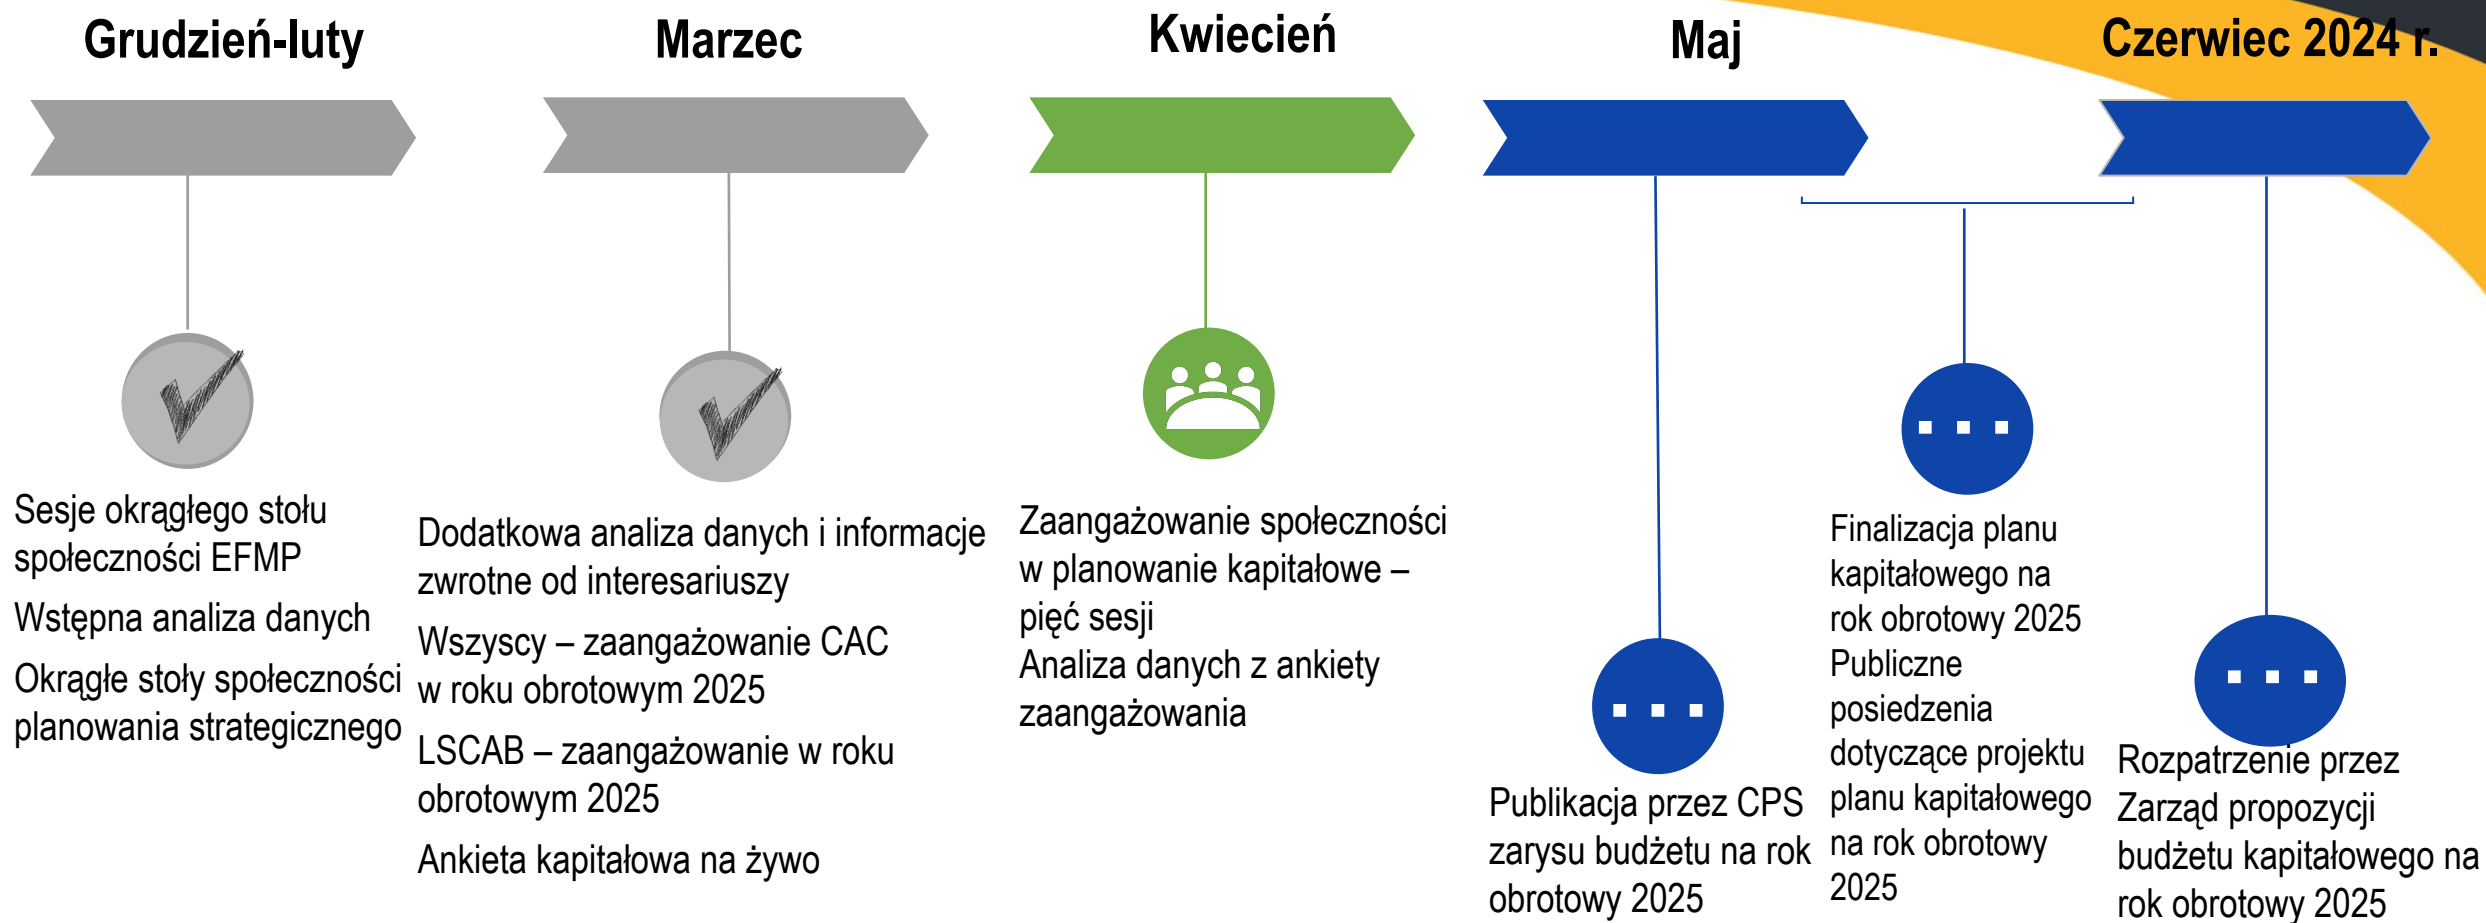 Grudzień-luty
Marzec
Kwiecień
Maj
Czerwiec 2024 r.
Sesje okrągłego stołu
społeczności EFMP
Wstępna analiza danych
Okrągłe stoły społeczności
planowania strategicznego
Dodatkowa analiza danych i informacje
zwrotne od interesariuszy
Wszyscy – zaangażowanie CAC
w roku obrotowym 2025
LSCAB – zaangażowanie w roku
obrotowym 2025
Ankieta kapitałowa na żywo
Zaangażowanie społeczności
w planowanie kapitałowe –
pięć sesji
Analiza danych z ankiety
zaangażowania
Publikacja przez CPS
zarysu budżetu na rok
obrotowy 2025
Finalizacja planu
kapitałowego na
rok obrotowy 2025
Publiczne
posiedzenia
dotyczące projektu
planu kapitałowego
na rok obrotowy
2025
Rozpatrzenie przez
Zarząd propozycji
budżetu kapitałowego na
rok obrotowy 2025